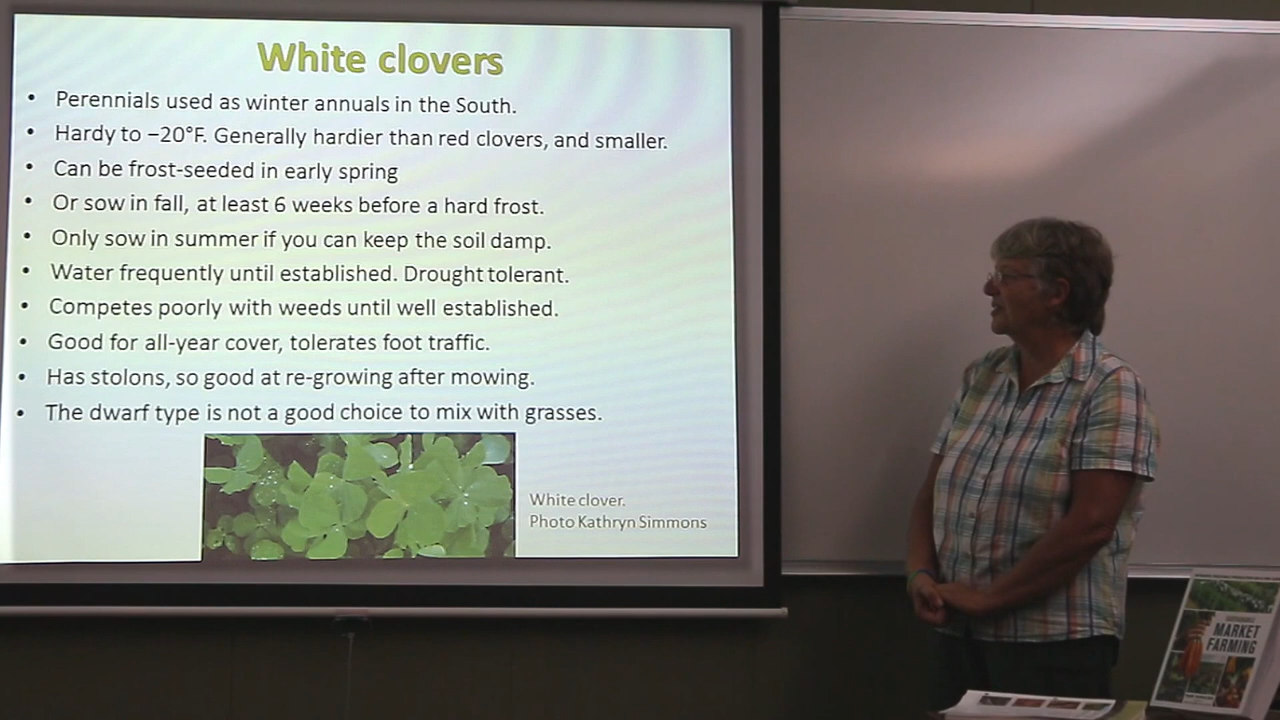 White clovers
• Perennials used as winter annuals in the South.
• Hardy to −20°F. Generally hardier than red clovers, and smaller.
• Can be frost-seeded in early spring
• Or sow in fall, at least 6 weeks before a hard frost.
• Only sow in summer if you can keep the soil damp.
• Water frequently until established. Drought tolerant.
• Competes poorly with weeds until well established.
• Good for all-year cover, tolerates foot traffic.
• Has stolons, so good at re-growing after mowing.
• The dwarf type is not a good choice to mix with grasses.
White clover.
Photo Kathryn Simmons
SUSTAINABLE
MARKET
FARMING